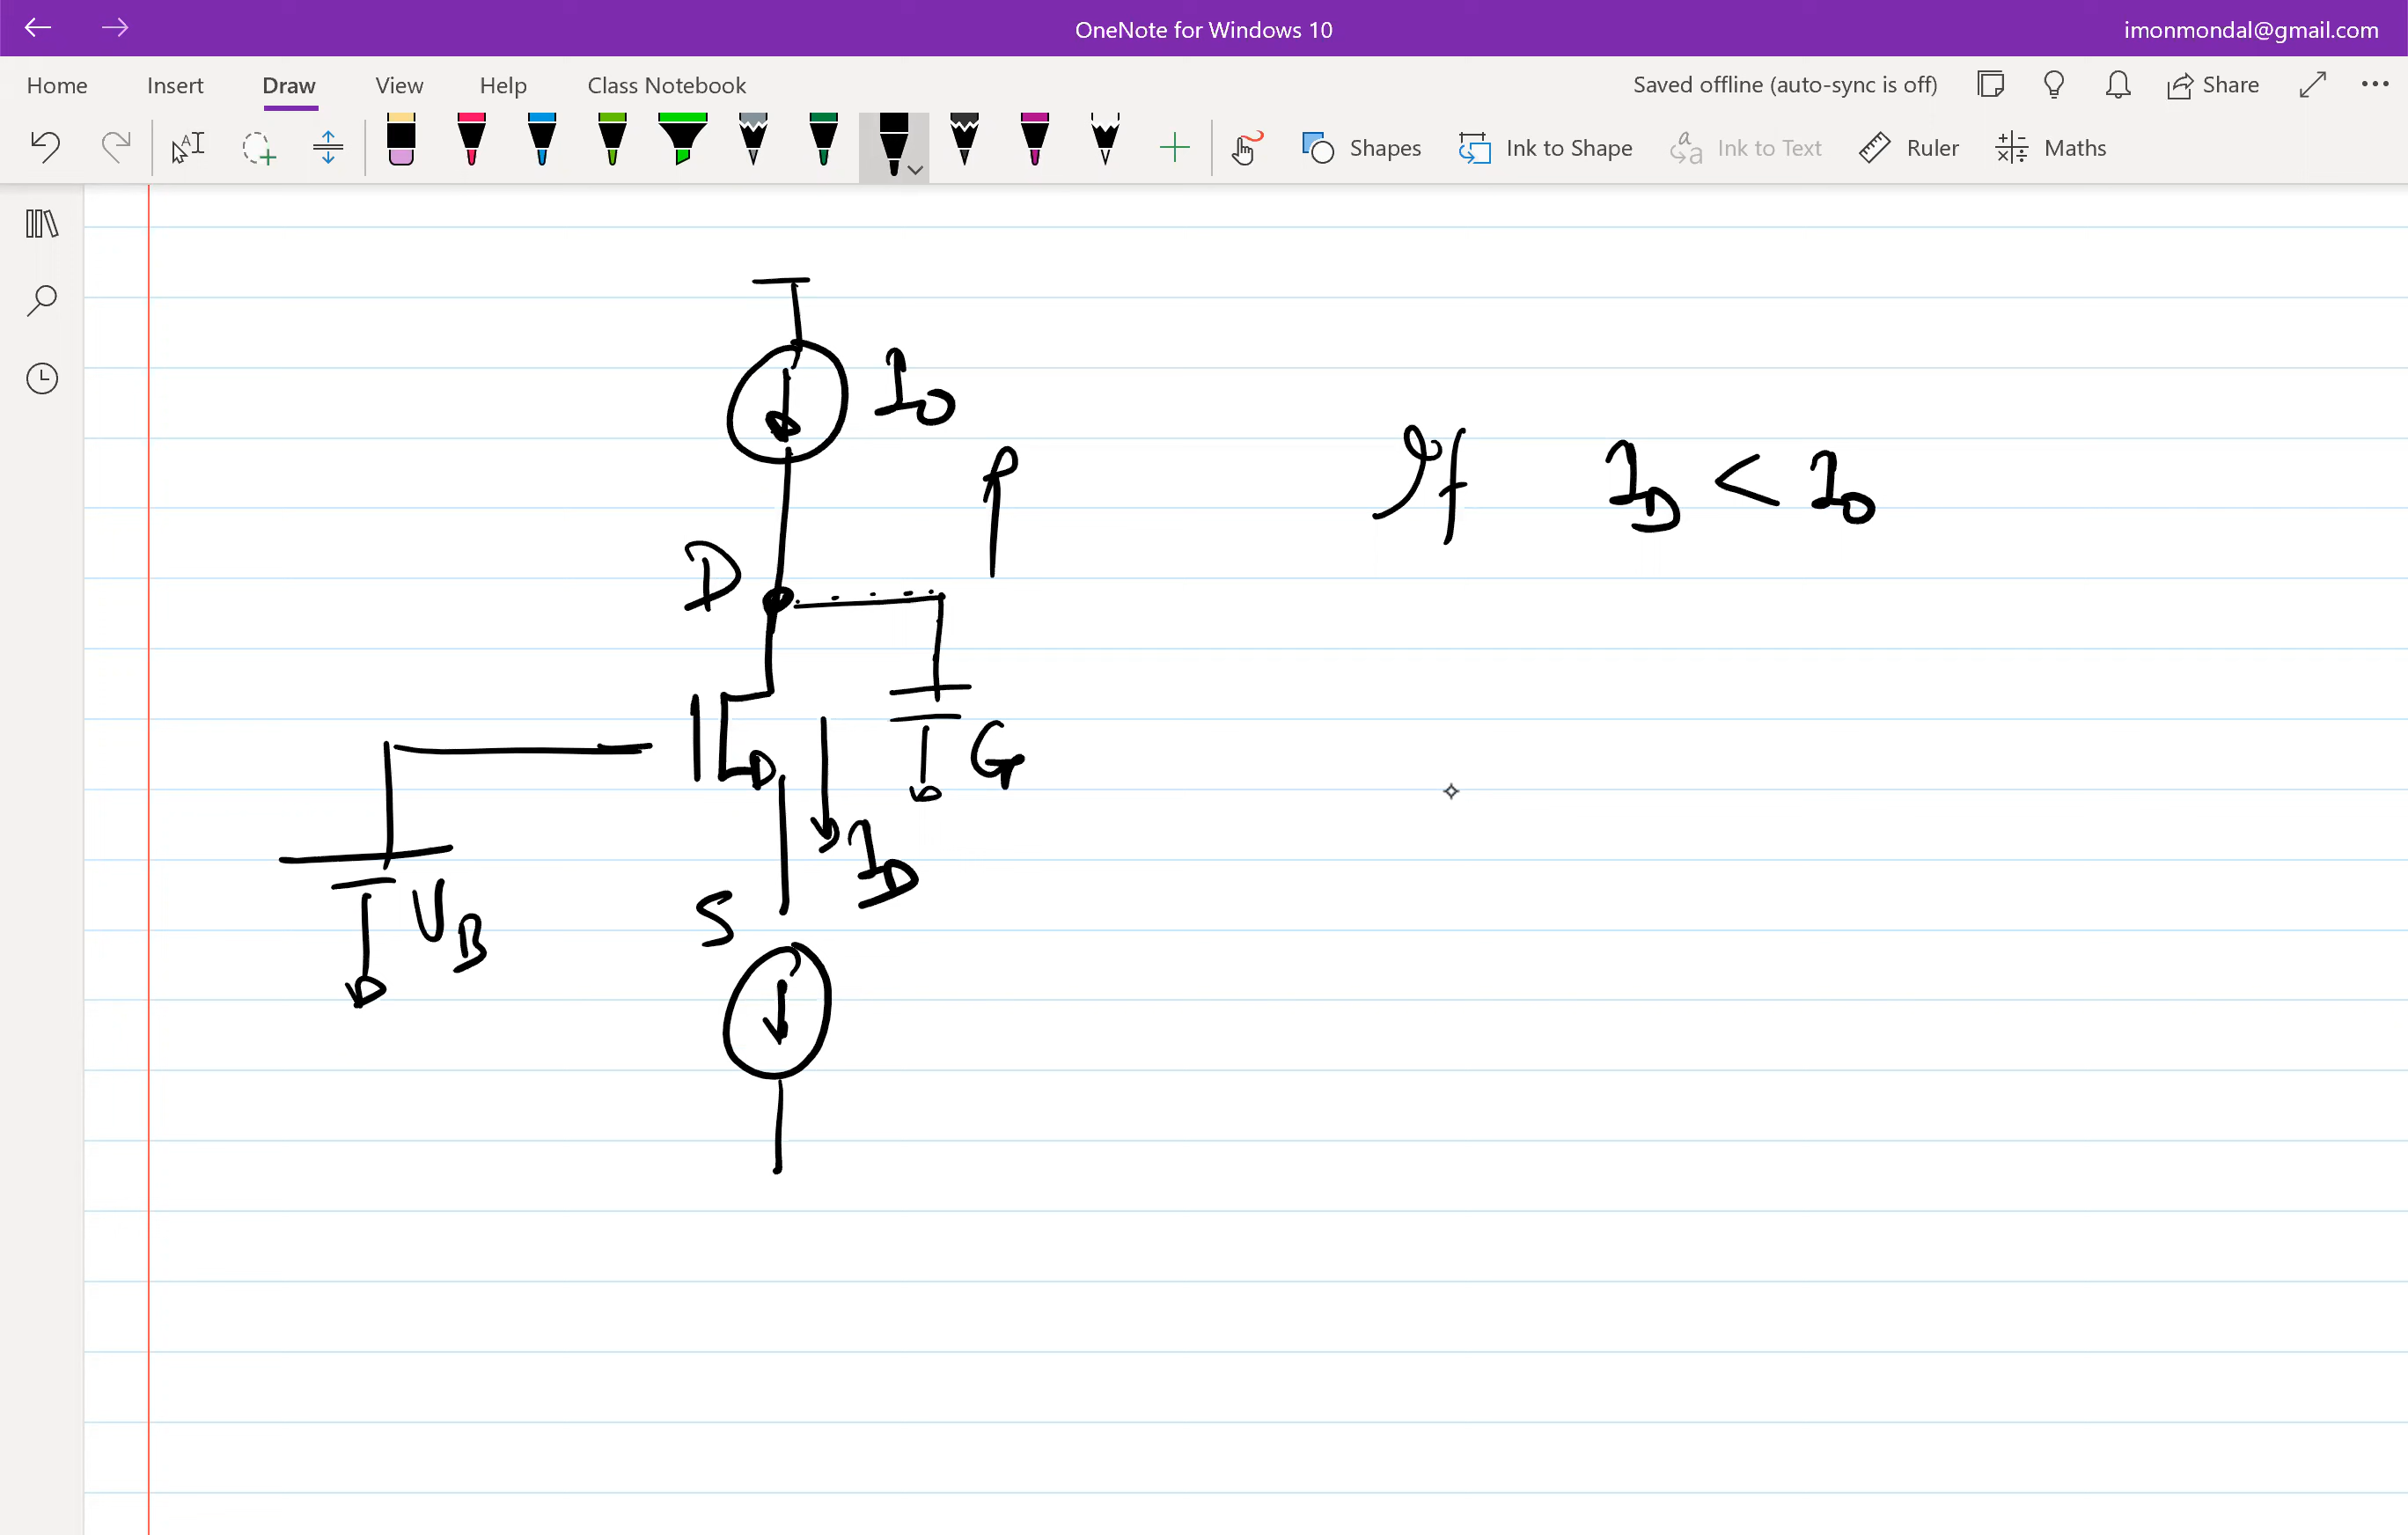 OneNote for Windows 10
imonmondal@gmail.com
Home Insert Draw View Help Class Notebook
Saved offline (auto-sync is off) Share
Shapes Ink to Shape Ink to Text Ruler Maths
I0
If ID < I0
D
G
ID
VB
S